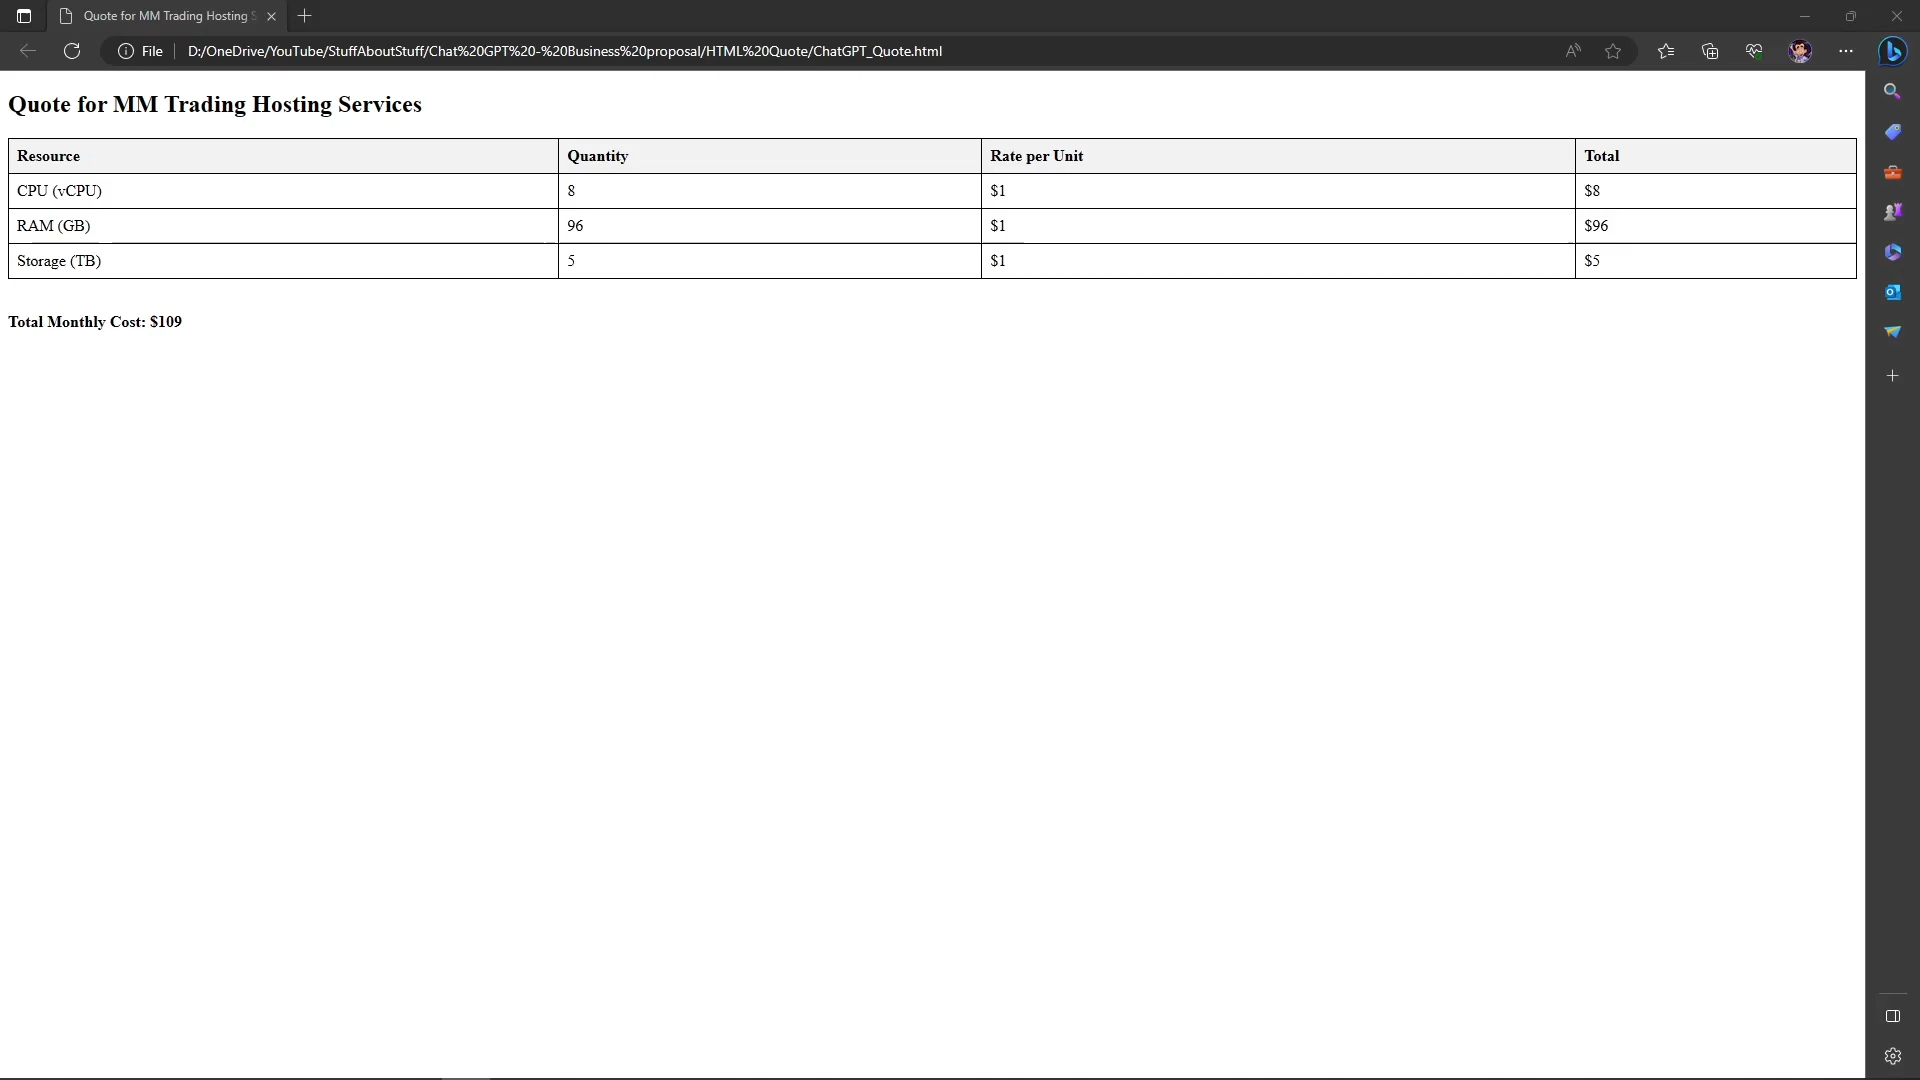 Quote for MM Trading Hosting S
File D:/OneDrive/YouTube/StuffAboutStuff/Chat%20GPT%20-%20Business%20proposal/HTML%20Quote/ChatGPT_Quote.html
Quote for MM Trading Hosting Services
Resource Quantity Rate per Unit Total
CPU (vCPU) 8 $1 $8
RAM (GB) 96 $1 $96
Storage (TB) 5 $1 $5
Total Monthly Cost: $109